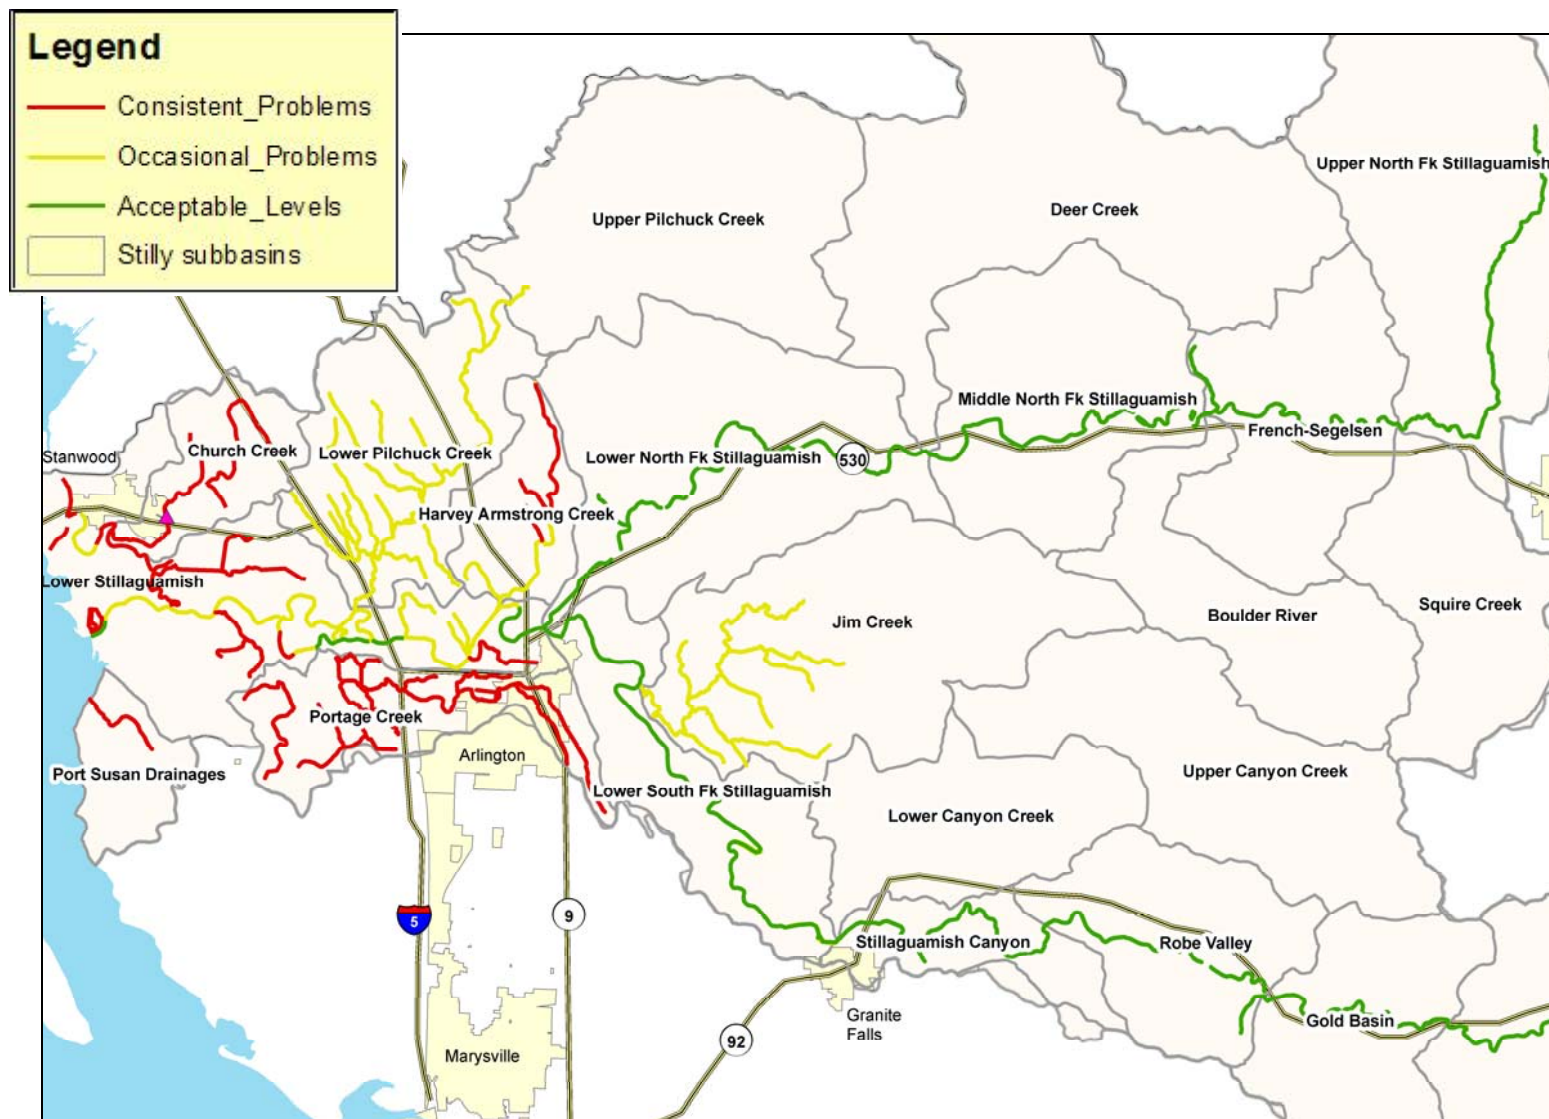 Legend
Consistent_Problems
Occasional_Problems
Acceptable_Levels
Stilly subbasins
Upper North Fk Stillaguamish
Deer Creek
Upper Pilchuck Creek
Middle North Fk Stillaguamish
French-Segelsen
Church Creek
Lower Pilchuck Creek
Stanwood
Lower North Fk Stillaguamish
530
Harvey Armstrong Creek
Lower Stillaguamish
Squire Creek
Boulder River
Jim Creek
Portage Creek
Arlington
Port Susan Drainages
Upper Canyon Creek
Lower South Fk Stillaguamish
Lower Canyon Creek
5
9
Stillaguamish Canyon
Robe Valley
Granite
Falls
Gold Basin
92
Marysville